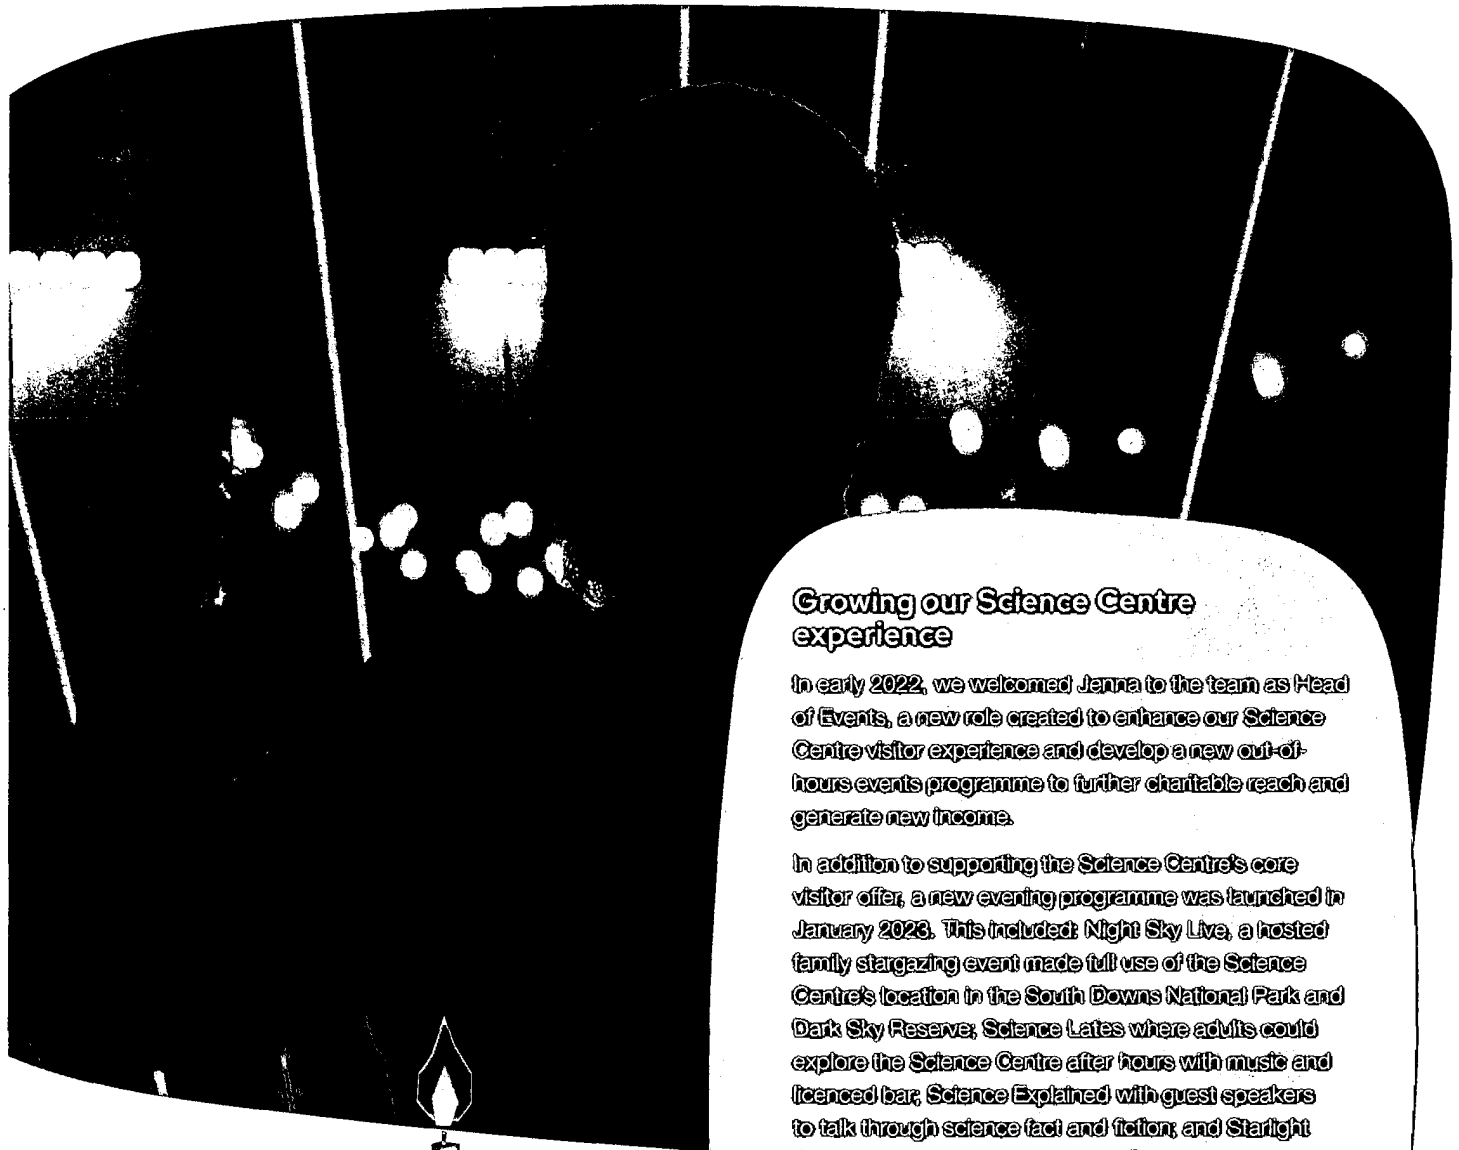 Growing our Science Centre
experience
In early 2022, we welcomed Jenna to the team as Head
of Events, a new role created to enhance our Science
Centre visitor experience and develop a new out-of-
hours events programme to further charitable reach and
generate new income.
In addition to supporting the Science Centre's core
visitor offer, a new evening programme was launched in
January 2023. This included: Night Sky Live, a hosted
family stargazing event made full use of the Science
Centre's location in the South Downs National Park and
Dark Sky Reserve; Science Lates where adults could
explore the Science Centre after hours with music and
licenced bar; Science Explained with guest speakers
to talk through science fact and fiction; and Starlight